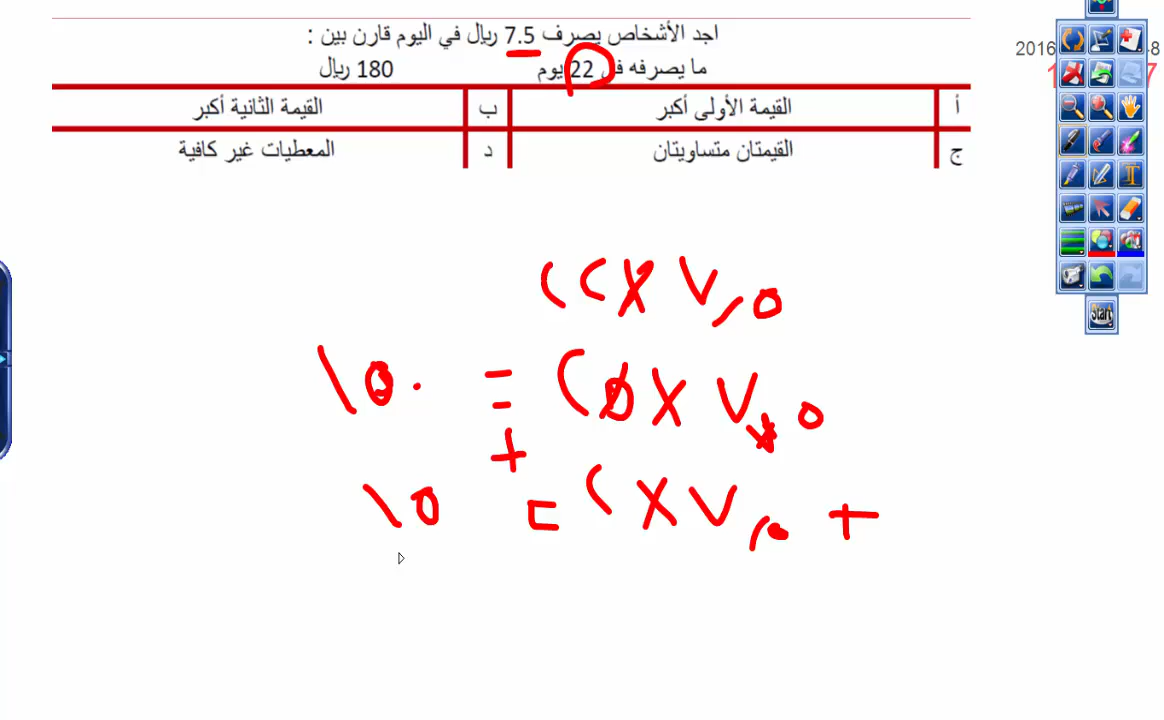 اجد الأشخاص يصرف 7.5 ريال في اليوم قارن بين :
ما يصرفه في 22 يوم 180 ريال
أ القيمة الأولى أكبر ب القيمة الثانية أكبر
ج القيمتان متساويتان د المعطيات غير كافية
٢٢ × ٧,٥
١٥٠ = ٢٠ × ٧,٥
+
١٥ = ٢ × ٧,٥ +
2016
Start